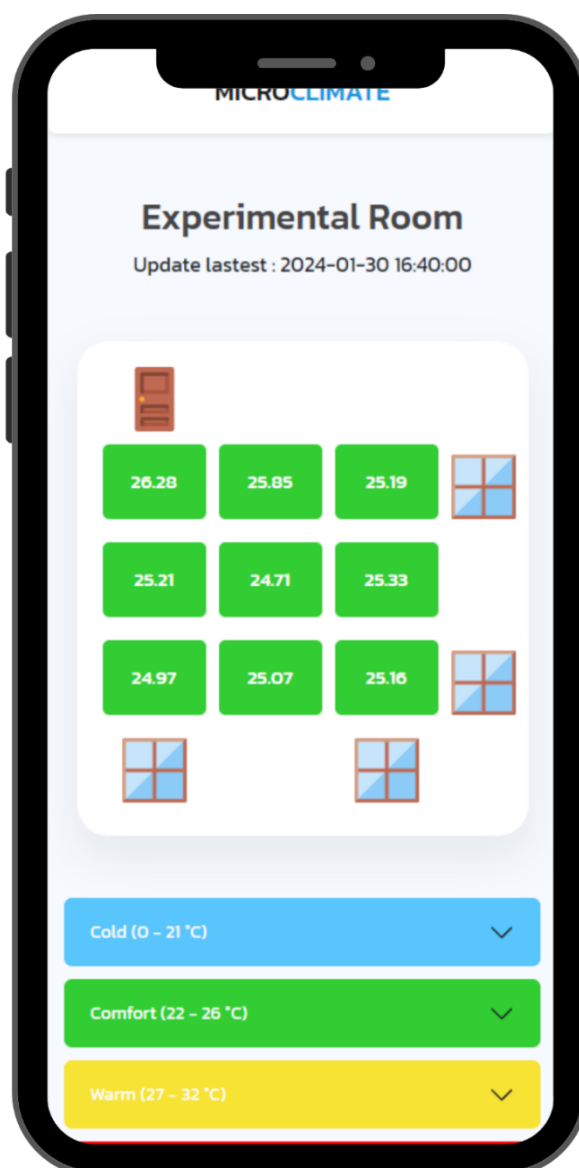 MICROCLIMATE
Experimental Room
Update lastest : 2024-01-30 16:40:00
26.28 25.85 25.19
25.21 24.71 25.33
24.97 25.07 25.16
Cold (0 - 21 °C)
Comfort (22 - 26 °C)
Warm (27 - 32 °C)